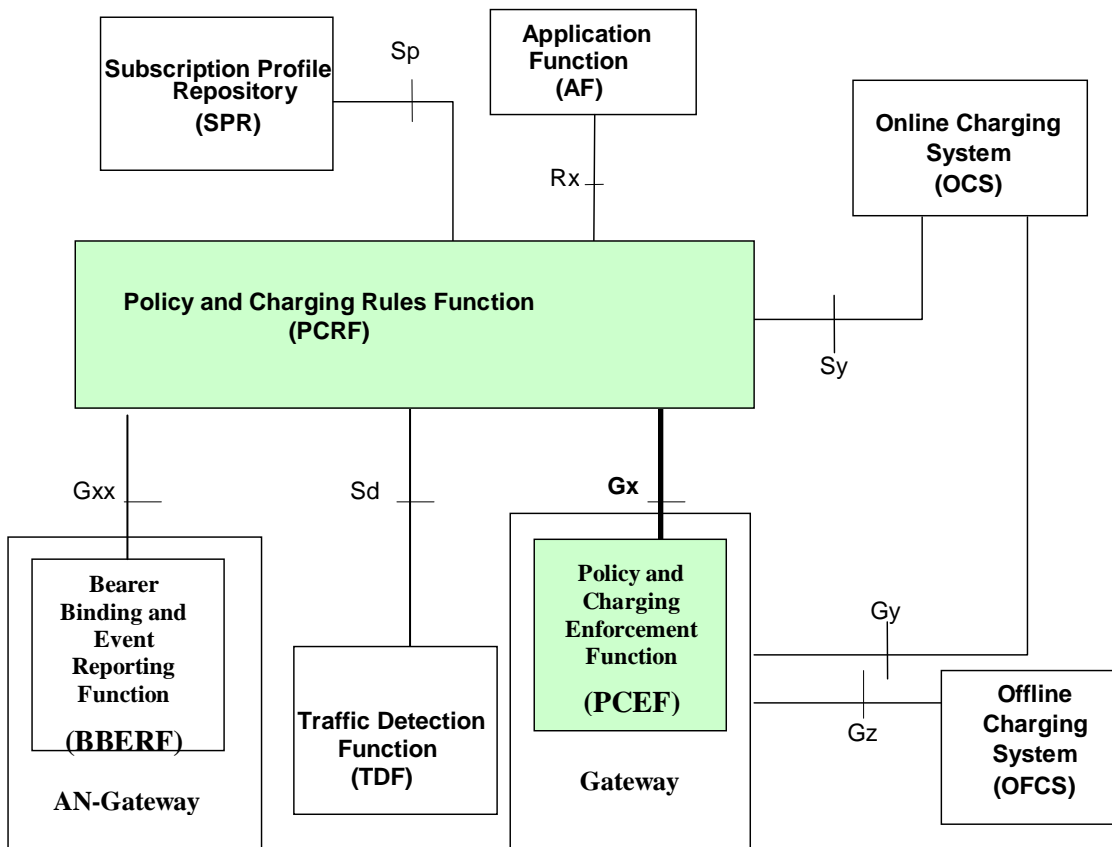 Subscription Profile
Repository
(SPR)
Sp
Application
Function
(AF)
Rx
Online Charging
System
(OCS)
Policy and Charging Rules Function
(PCRF)
Sy
Gxx
Sd
Gx
Bearer
Binding and
Event
Reporting
Function
(BBERF)
AN-Gateway
Traffic Detection
Function
(TDF)
Policy and
Charging
Enforcement
Function
(PCEF)
Gateway
Gy
Gz
Offline
Charging
System
(OFCS)